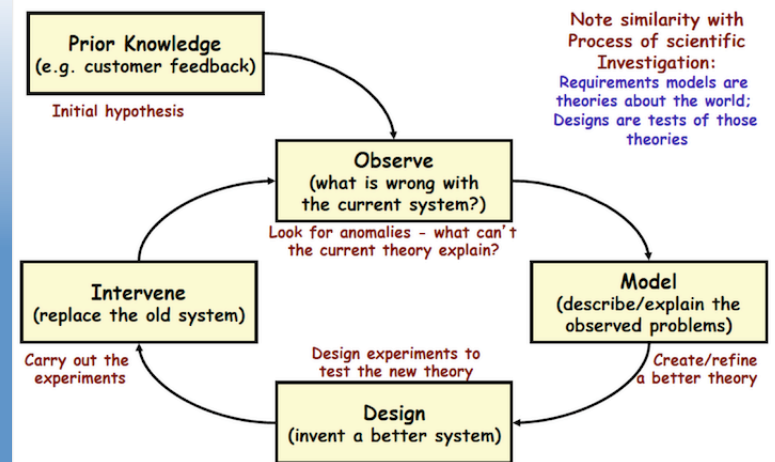 Prior Knowledge
(e.g. customer feedback)
Initial hypothesis
Note similarity with
Process of scientific
Investigation:
Requirements models are
theories about the world;
Designs are tests of those
theories
Observe
(what is wrong with
the current system?)
Look for anomalies - what can't
the current theory explain?
Model
(describe/explain the
observed problems)
Create/refine
a better theory
Intervene
(replace the old system)
Carry out the
experiments
Design experiments to
test the new theory
Design
(invent a better system)